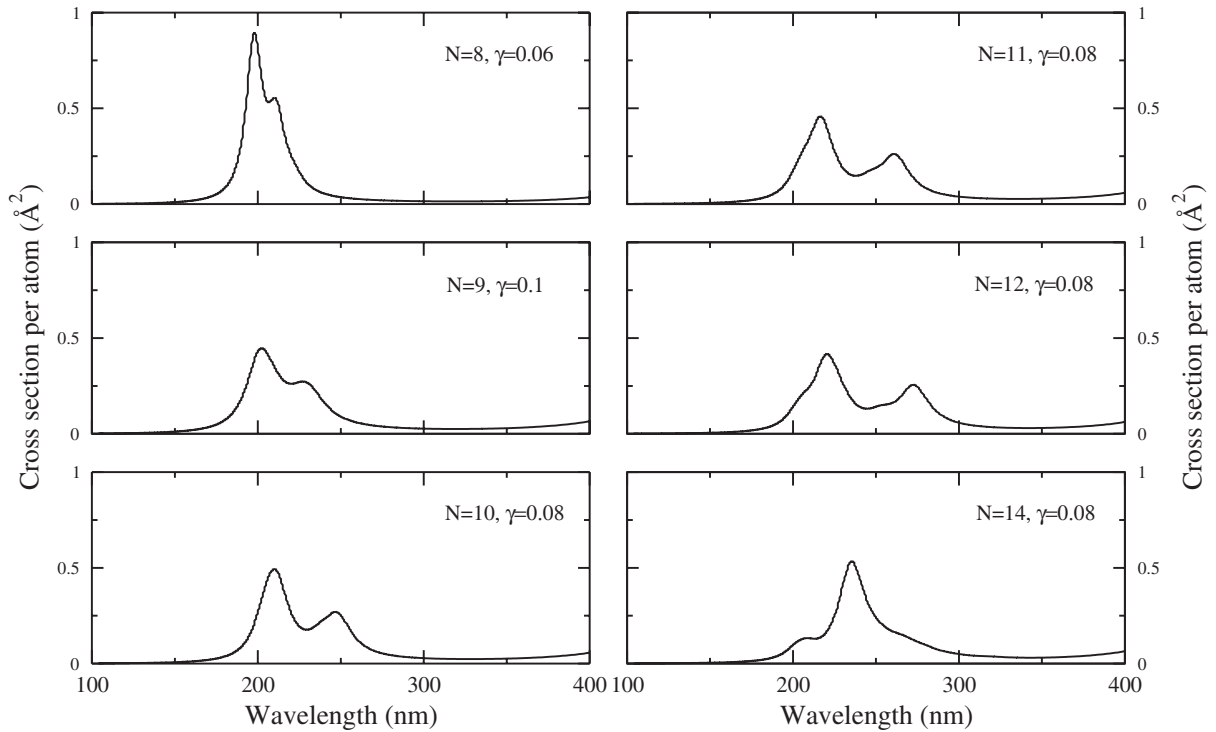 Cross section per atom (Å²)
1
0.5
0
N=8, γ=0.06
1
0.5
0
N=9, γ=0.1
1
0.5
0
N=10, γ=0.08
100
200
300
400
Wavelength (nm)
N=11, γ=0.08
1
0.5
0
N=12, γ=0.08
1
0.5
0
N=14, γ=0.08
1
0.5
0
100
200
300
400
Wavelength (nm)
Cross section per atom (Å²)